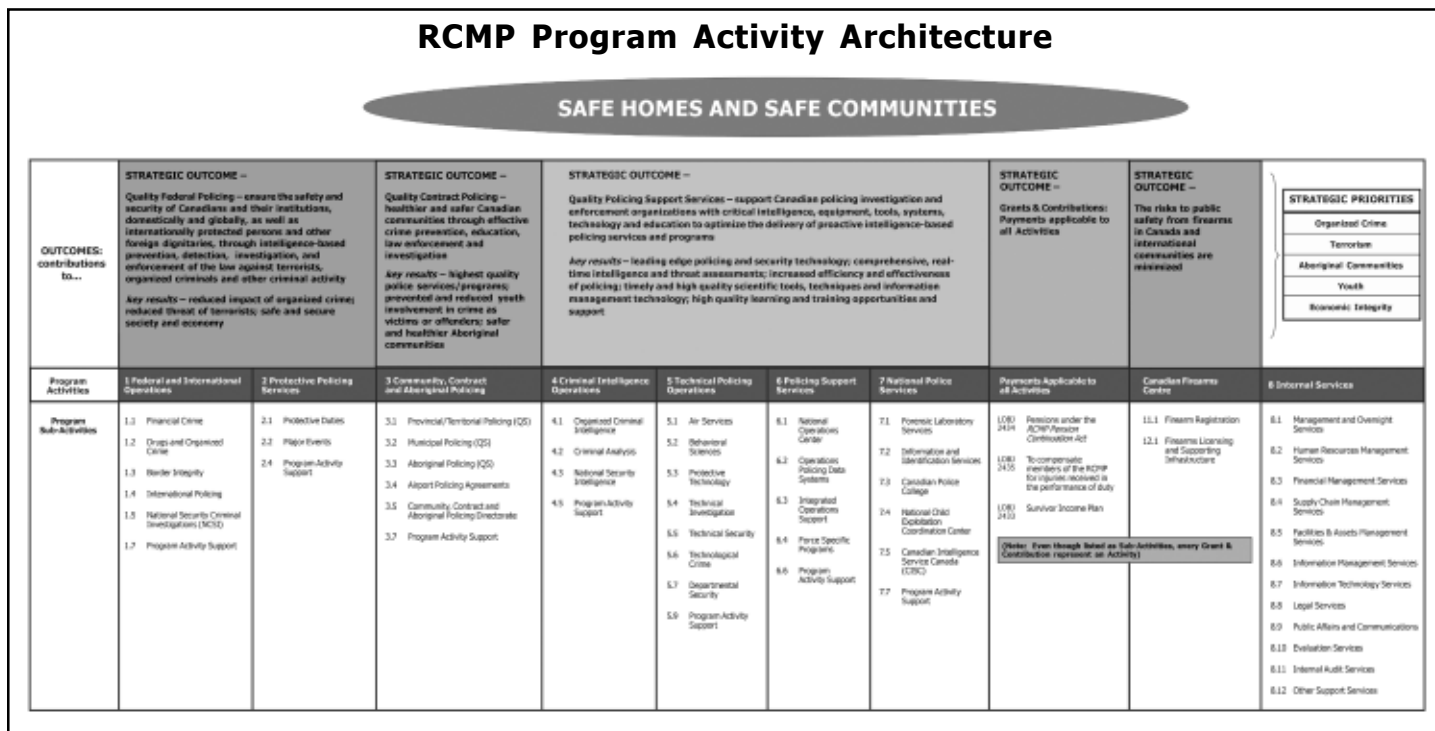 RCMP Program Activity Architecture
SAFE HOMES AND SAFE COMMUNITIES
OUTCOMES:
contributions
to...
STRATEGIC OUTCOME –
Quality Federal Policing – ensure the safety and
security of Canadians and their institutions,
domestically and globally, as well as
internationally protected persons and other
foreign dignitaries, through intelligence-based
prevention, detection, investigation, and
enforcement of the law against terrorists,
organized criminals and other criminal activity
key results – reduced impact of organized crime;
reduced threat of terrorists; safe and secure
society and economy
STRATEGIC OUTCOME –
Quality Contract Policing –
healthier and safer Canadian
communities through effective
crime prevention, education,
law enforcement and
investigation
key results – highest quality
police services/programs;
prevented and reduced youth
involvement in crime as
victims or offenders; safer
and healthier Aboriginal
communities
STRATEGIC OUTCOME –
Quality Policing Support Services – support Canadian policing investigation and
enforcement organizations with critical intelligence, equipment, tools, systems,
technology and education to optimize the delivery of proactive intelligence-based
policing services and programs
key results – leading edge policing and security technology; comprehensive, real-
time intelligence and threat assessments; increased efficiency and effectiveness
of policing; timely and high quality scientific tools, techniques and information
management technology; high quality learning and training opportunities and
support
STRATEGIC
OUTCOME –
Grants & Contributions:
Payments applicable to
all Activities
STRATEGIC
OUTCOME –
The risks to public
safety from firearms
in Canada and
international
communities are
minimized
STRATEGIC PRIORITIES
Organized Crime
Terrorism
Aboriginal Communities
Youth
Economic Integrity
Program
Activities
1 Federal and International
Operations
2 Protective Policing
Services
3 Community, Contract
and Aboriginal Policing
4 Criminal Intelligence
Operations
5 Technical Policing
Operations
6 Policing Support
Services
7 National Police
Services
Payments Applicable to
all Activities
Canadian Firearms
Centre
8 Internal Services
Program
Sub-Activities
1.1 Financial Crime
1.2 Drugs and Organized
Crime
1.3 Border Integrity
1.4 International Policing
1.5 National Security Criminal
Investigations (NCSI)
1.7 Program Activity Support
2.1 Protective Duties
2.2 Major Events
2.4 Program Activity
Support
3.1 Provincial/Territorial Policing (QS)
3.2 Municipal Policing (QS)
3.3 Aboriginal Policing (QS)
3.4 Airport Policing Agreements
3.5 Community, Contract and
Aboriginal Policing Directorate
3.7 Program Activity Support
4.1 Organized Criminal
Intelligence
4.2 Criminal Analysis
4.3 National Security
Intelligence
4.5 Program Activity
Support
5.1 Air Services
5.2 Behavioral
Sciences
5.3 Protective
Technology
5.4 Technical
Investigation
5.5 Technical Security
5.6 Technological
Crime
5.7 Departmental
Security
5.9 Program Activity
Support
6.1 National
Operations
Center
6.2 Operations
Policing Data
Systems
6.3 Integrated
Operations
Support
6.4 Force Specific
Programs
6.6 Program
Activity Support
7.1 Forensic Laboratory
Services
7.2 Information and
Identification Services
7.3 Canadian Police
College
7.4 National Child
Exploitation
Coordination Center
7.5 Canadian Intelligence
Service Canada
(CISC)
7.7 Program Activity
Support
Pensions under the
RCMP Pension
Continuation Act
To compensate
members of the RCMP
for injuries received in
the performance of duty
Survivor Income Plan
(Note: Even though listed as Sub-Activities, every Grant &
Contribution represent an Activity)
11.1 Firearm Registration
12.1 Firearms Licensing
and Supporting
Infrastructure
8.1 Management and Oversight
Services
8.2 Human Resources Management
Services
8.3 Financial Management Services
8.4 Supply Chain Management
Services
8.5 Facilities & Assets Management
Services
8.6 Information Management Services
8.7 Information Technology Services
8.8 Legal Services
8.9 Public Affairs and Communications
8.10 Evaluation Services
8.11 Internal Audit Services
8.12 Other Support Services